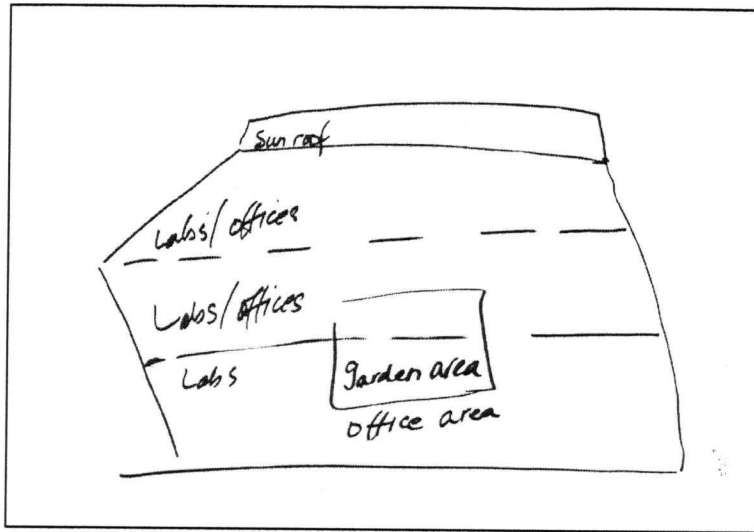 Sun roof
Labs/offices
Labs/offices
Labs
garden area
office area